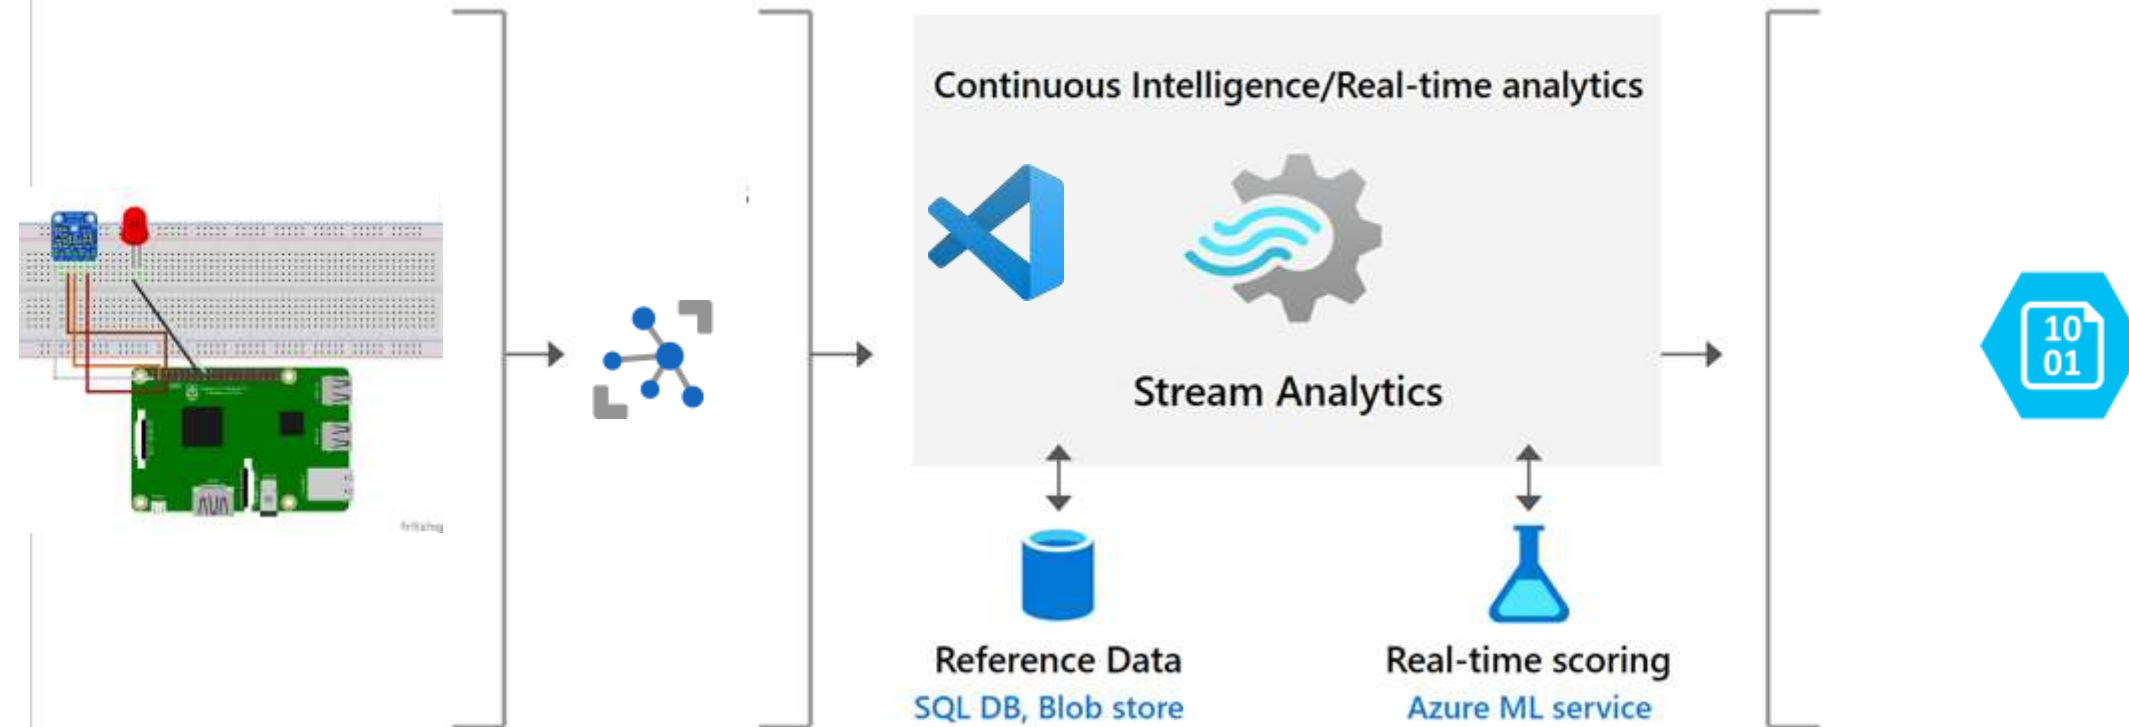 Continuous Intelligence/Real-time analytics
Stream Analytics
10
01
Reference Data
SQL DB, Blob store
Real-time scoring
Azure ML service